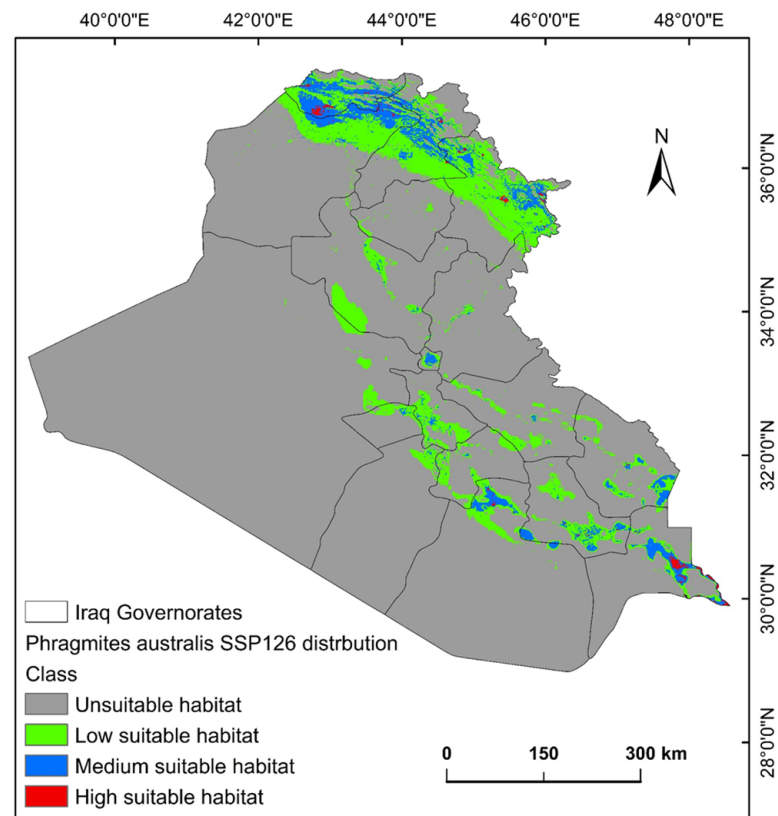 40°0'0"E 42°0'0"E 44°0'0"E 46°0'0"E 48°0'0"E
N
38°0'0"N
34°0'0"N
32°0'0"N
30°0'0"N
28°0'0"N
Iraq Governorates
Phragmites australis SSP126 distrbution
Class
Unsuitable habitat
Low suitable habitat
Medium suitable habitat
High suitable habitat
0 150 300 km